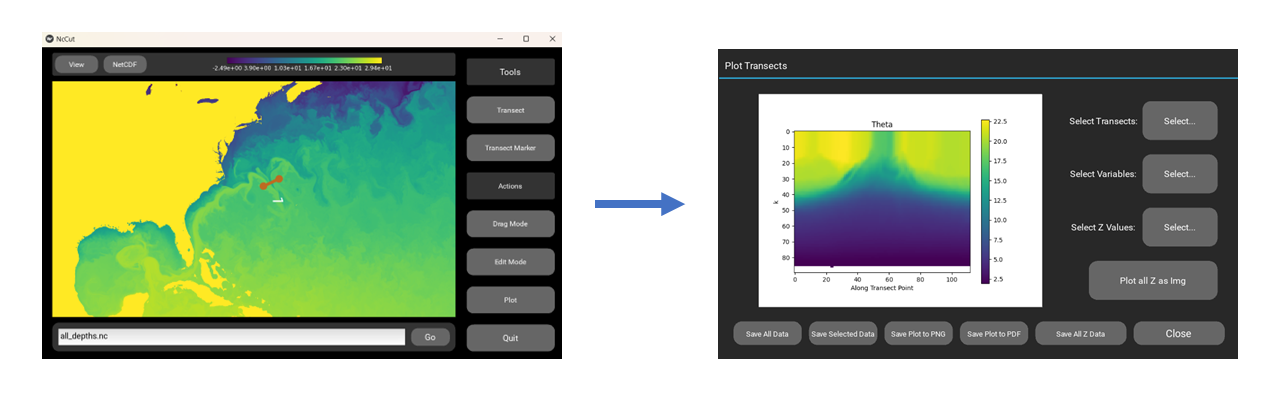 NcCut
View
NetCDF
-2.49e+00 3.90e+00 1.03e+01 1.67e+01 2.30e+01 2.94e+01
Tools
Transect
Transect Marker
Actions
Drag Mode
Edit Mode
Plot
Quit
1
all_depths.nc
Go
Plot Transects
Theta
0
10
20
30
40
50
60
70
80
k
0 20 40 60 80 100
Along Transect Point
22.5
20.0
17.5
15.0
12.5
10.0
7.5
5.0
2.5
Select Transects: Select...
Select Variables: Select...
Select Z Values: Select...
Plot all Z as Img
Save All Data
Save Selected Data
Save Plot to PNG
Save Plot to PDF
Save All Z Data
Close